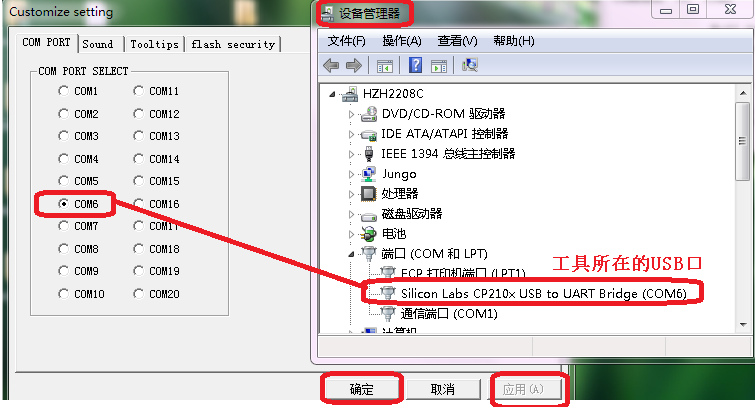 Customize setting
COM PORT Sound Tooltips flash security
COM PORT SELECT
COM1 COM11
COM2 COM12
COM3 COM13
COM4 COM14
COM5 COM15
COM6 COM16
COM7 COM17
COM8 COM18
COM9 COM19
COM10 COM20
设备管理器
文件(F) 操作(A) 查看(V) 帮助(H)
HZH2208C
DVD/CD-ROM 驱动器
IDE ATA/ATAPI 控制器
IEEE 1394 总线主控制器
Jungo
处理器
磁盘驱动器
电池
端口 (COM 和 LPT)
工具所在的USB口
ECP 打印机端口 (LPT1)
Silicon Labs CP210x USB to UART Bridge (COM6)
通信端口 (COM1)
计算机
确定 取消 应用(A)